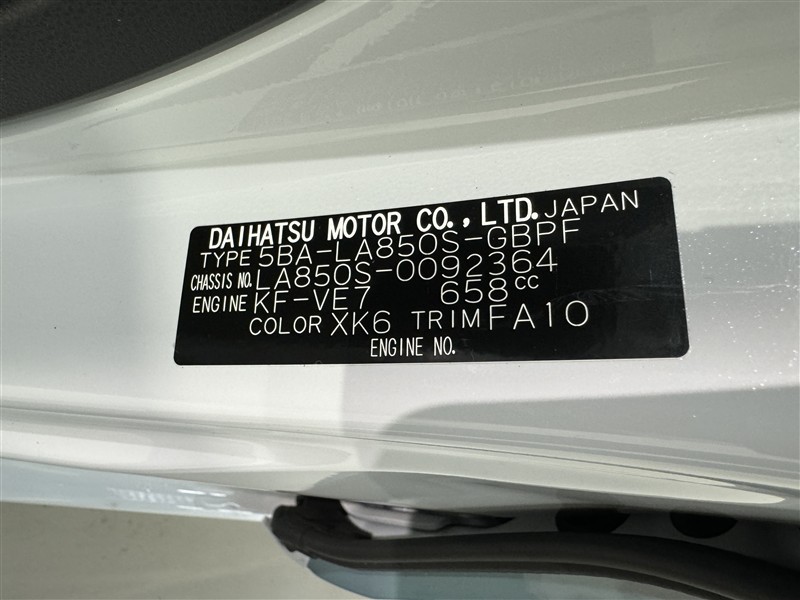 DAIHATSU MOTOR CO., LTD. JAPAN
TYPE 5BA-LA850S-GBPF
CHASSIS NO. LA850S-0092364
ENGINE KF-VE7 658cc
COLOR XK6 TRIM FA10
ENGINE NO.